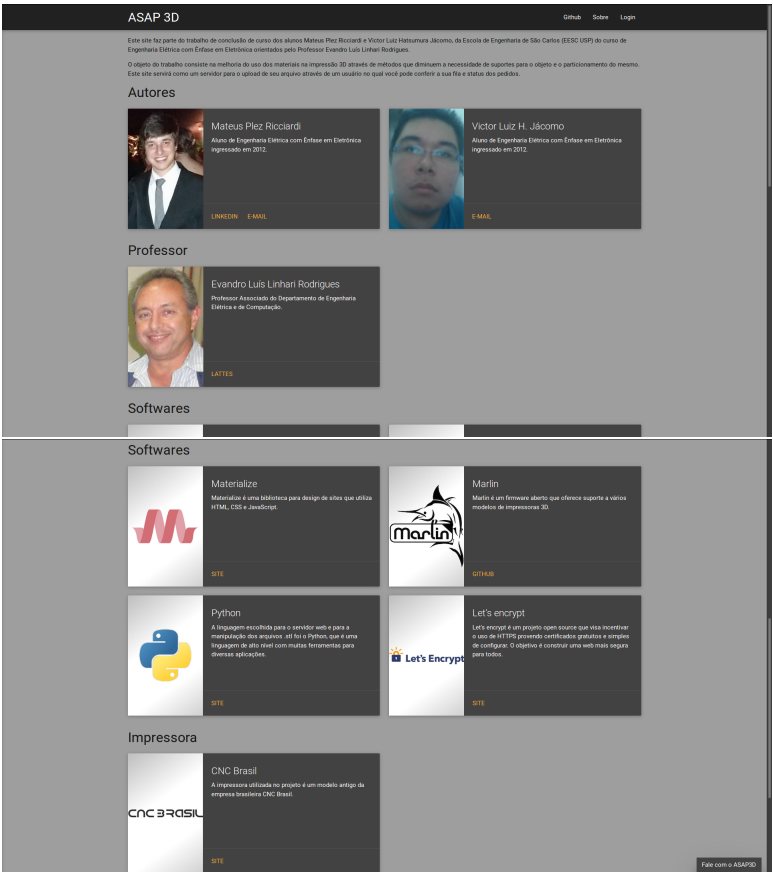 ASAP 3D
Github Sobre Login
Este site faz parte do trabalho de conclusão de curso dos alunos Mateus Plez Ricciardi e Victor Luiz Hatsumura Jácomo, da Escola de Engenharia de São Carlos (EESC USP) do curso de
Engenharia Elétrica com Ênfase em Eletrônica orientados pelo Professor Evandro Luís Linhari Rodrigues.
O objeto do trabalho consiste na melhoria do uso dos materiais na impressão 3D através de métodos que diminuem a necessidade de suportes para o objeto e o particionamento do mesmo.
Este site servirá como um servidor para o upload de seu arquivo através de um usuário no qual você pode conferir a sua fila e status dos pedidos.
Autores
Mateus Plez Ricciardi
Aluno de Engenharia Elétrica com Ênfase em Eletrônica
ingressado em 2012.
LINKEDIN E-MAIL
Victor Luiz H. Jácomo
Aluno de Engenharia Elétrica com Ênfase em Eletrônica
ingressado em 2012.
E-MAIL
Professor
Evandro Luís Linhari Rodrigues
Professor Associado do Departamento de Engenharia
Elétrica e de Computação.
LATTES
Softwares
Softwares
Materialize
Materialize é uma biblioteca para design de sites que utiliza
HTML, CSS e JavaScript.
SITE
Marlin
Marlin
Marlin é um firmware aberto que oferece suporte a vários
modelos de impressoras 3D.
GITHUB
Python
A linguagem escolhida para o servidor web e para a
manipulação dos arquivos .stl foi o Python, que é uma
linguagem de alto nível com muitas ferramentas para
diversas aplicações.
SITE
Let's Encrypt
Let's encrypt
Let's encrypt é um projeto open source que visa incentivar
o uso de HTTPS provendo certificados gratuitos e simples
de configurar. O objetivo é construir uma web mais segura
para todos.
SITE
Impressora
CNC BRASIL
CNC Brasil
A impressora utilizada no projeto é um modelo antigo da
empresa brasileira CNC Brasil.
SITE
Fale com o ASAP3D